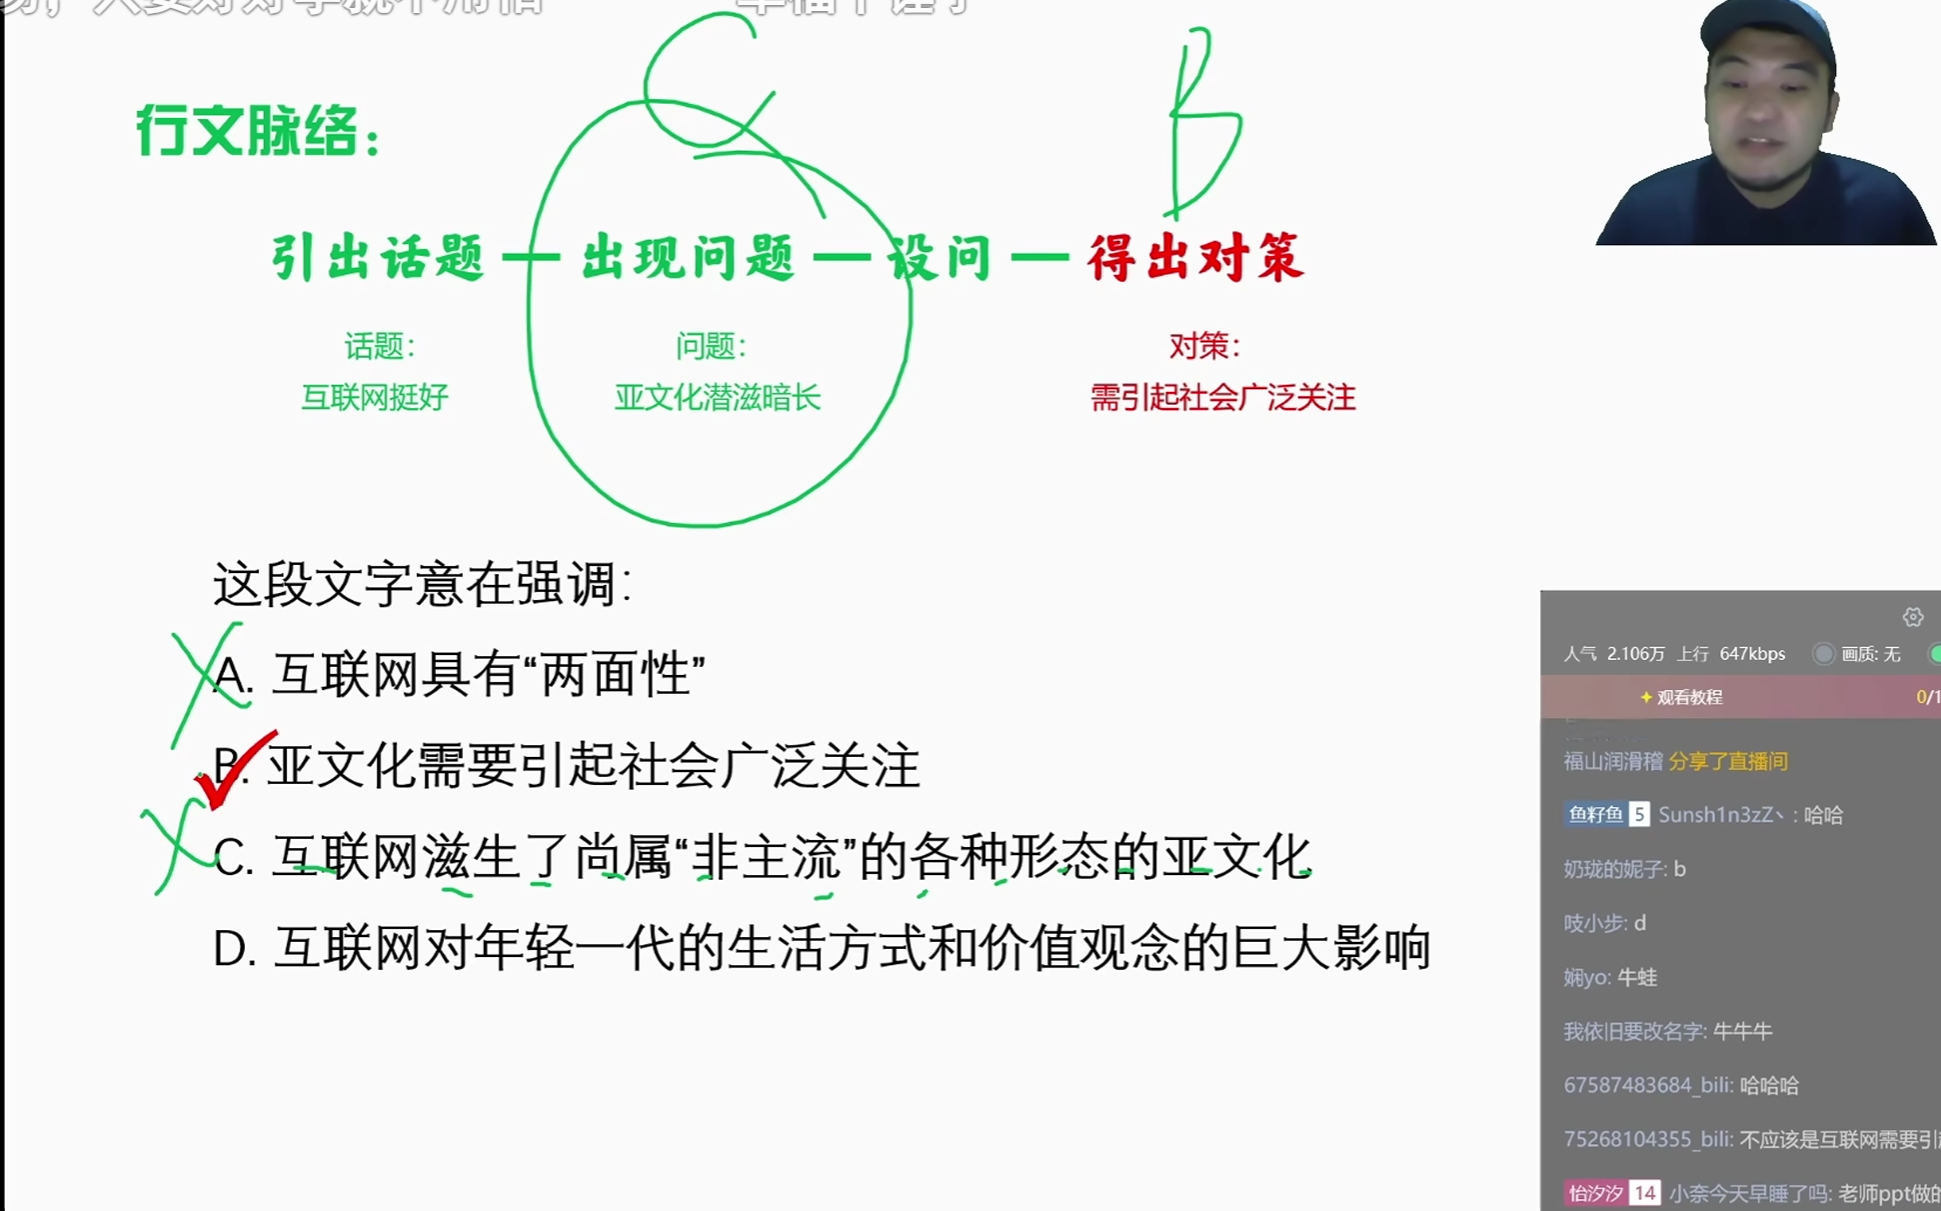 C
B
行文脉络：
引出话题 — 出现问题 — 设问 — 得出对策
话题：
问题：
对策：
互联网挺好
亚文化潜滋暗长
需引起社会广泛关注
这段文字意在强调：
A. 互联网具有“两面性”
B. 亚文化需要引起社会广泛关注
C. 互联网滋生了尚属“非主流”的各种形态的亚文化
D. 互联网对年轻一代的生活方式和价值观念的巨大影响
人气 2.106万 上行 647kbps 画质: 无
观看教程 0/1
福山润滑稽 分享了直播间
鱼籽鱼 5 Sunsh1n3zZ丶 : 哈哈
奶珑的妮子: b
吱小步: d
娴yo: 牛蛙
我依旧要改名字: 牛牛牛
67587483684_bili: 哈哈哈
75268104355_bili: 不应该是互联网需要引
怡汐汐 14 小奈今天早睡了吗: 老师ppt做的